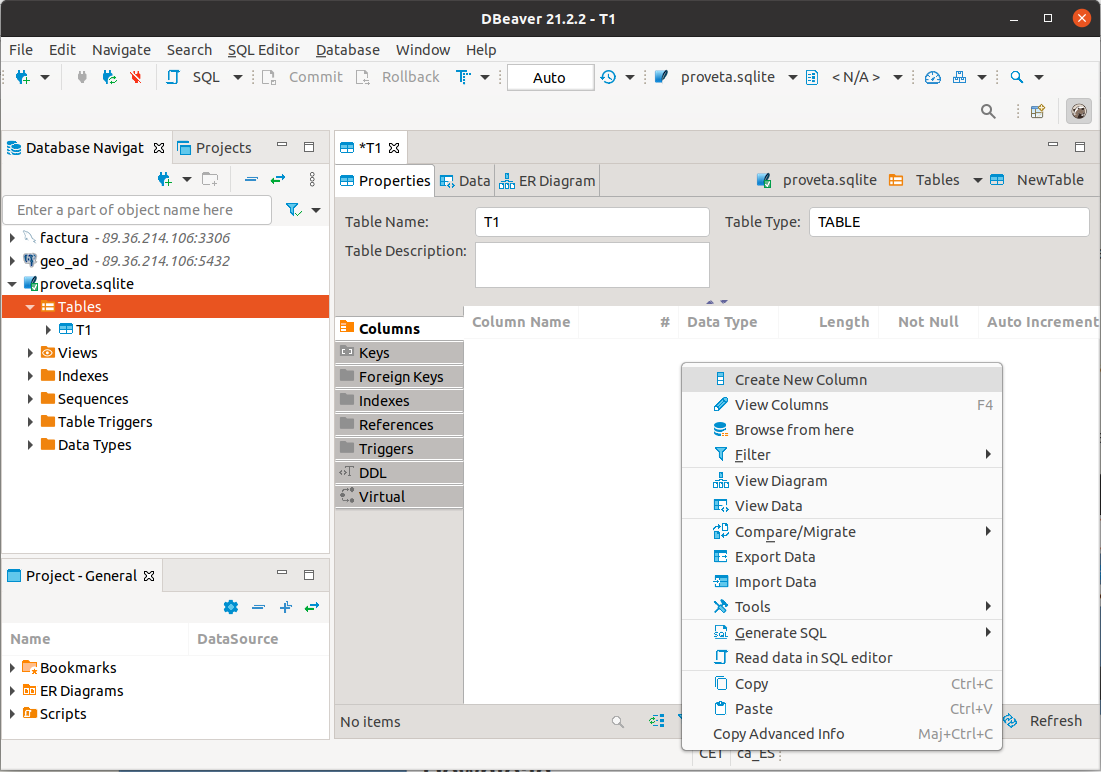 DBeaver 21.2.2 - T1
File Edit Navigate Search SQL Editor Database Window Help
SQL Commit Rollback Auto proveta.sqlite < N/A >
Database Navigat Projects
Enter a part of object name here
factura - 89.36.214.106:3306
geo_ad - 89.36.214.106:5432
proveta.sqlite
Tables
T1
Views
Indexes
Sequences
Table Triggers
Data Types
Project - General
Name DataSource
Bookmarks
ER Diagrams
Scripts
*T1
Properties Data ER Diagram proveta.sqlite Tables NewTable
Table Name: T1 Table Type: TABLE
Table Description:
Columns
Keys
Foreign Keys
Indexes
References
Triggers
DDL
Virtual
Column Name # Data Type Length Not Null Auto Increment
Create New Column
View Columns F4
Browse from here
Filter
View Diagram
View Data
Compare/Migrate
Export Data
Import Data
Tools
Generate SQL
Read data in SQL editor
Copy Ctrl+C
Paste Ctrl+V
Copy Advanced Info Maj+Ctrl+C
No items Refresh
CET ca_ES